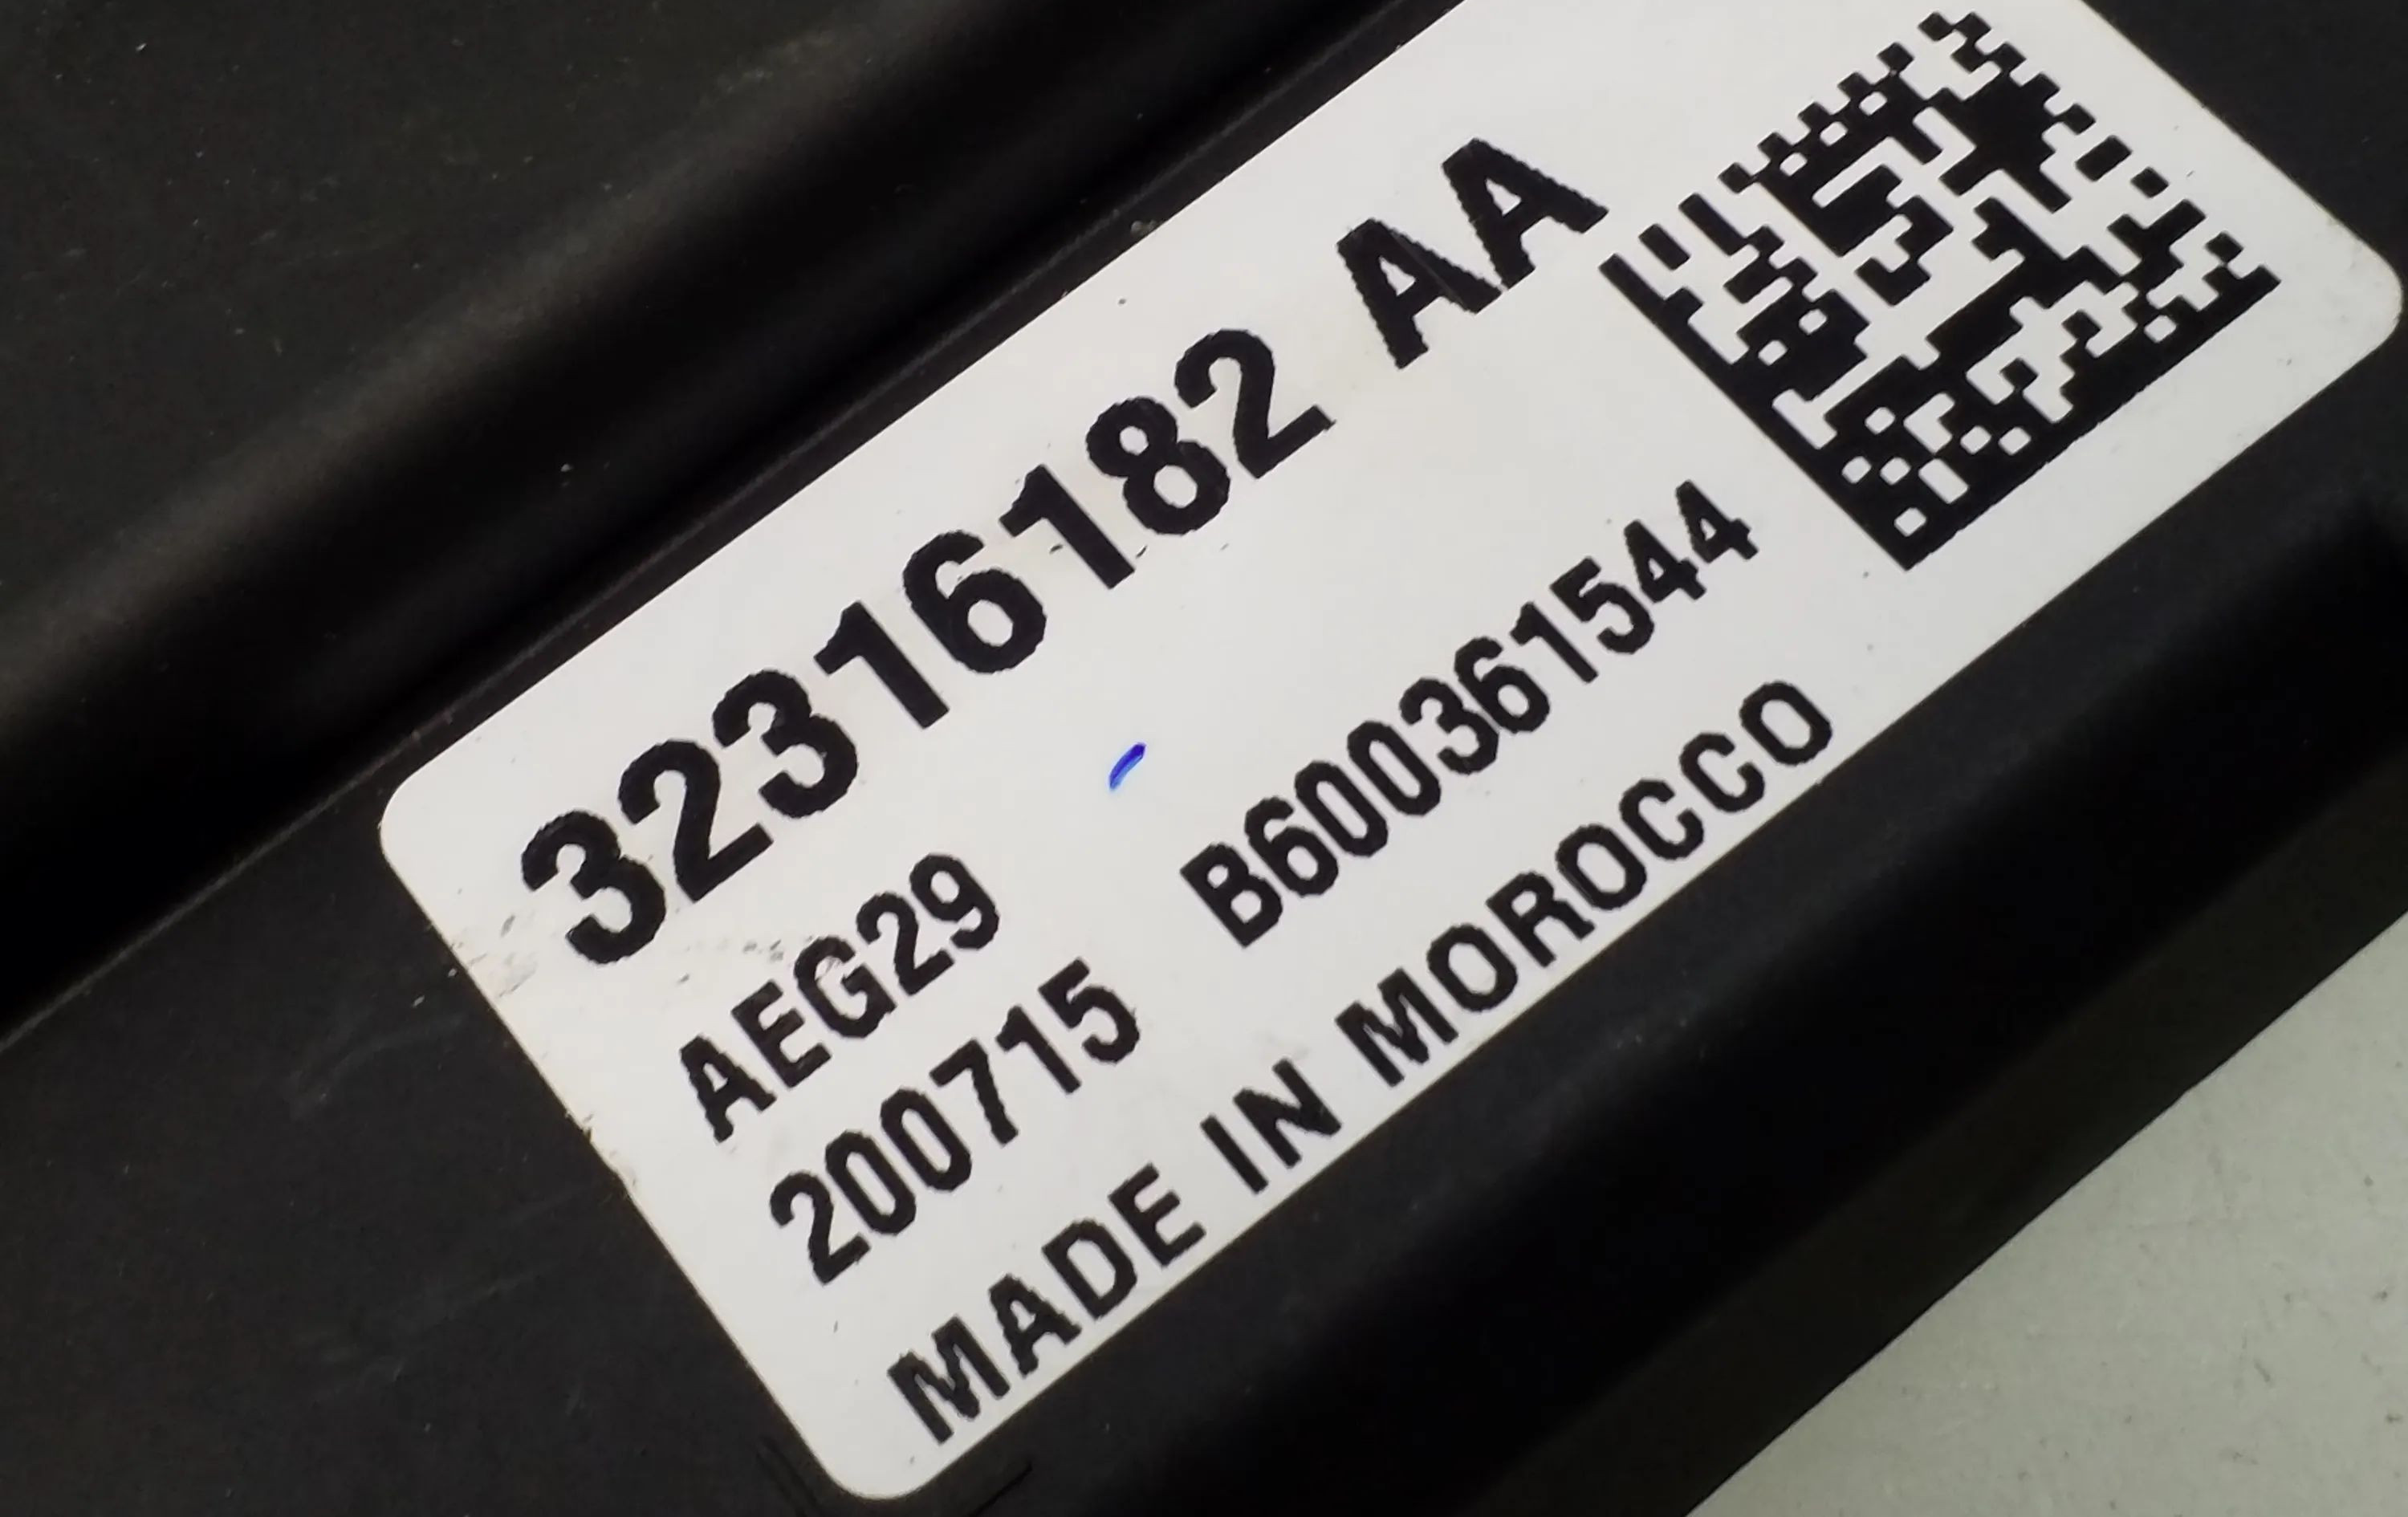 32316182 AA
AEG29
200715 B600361544
MADE IN MOROCCO